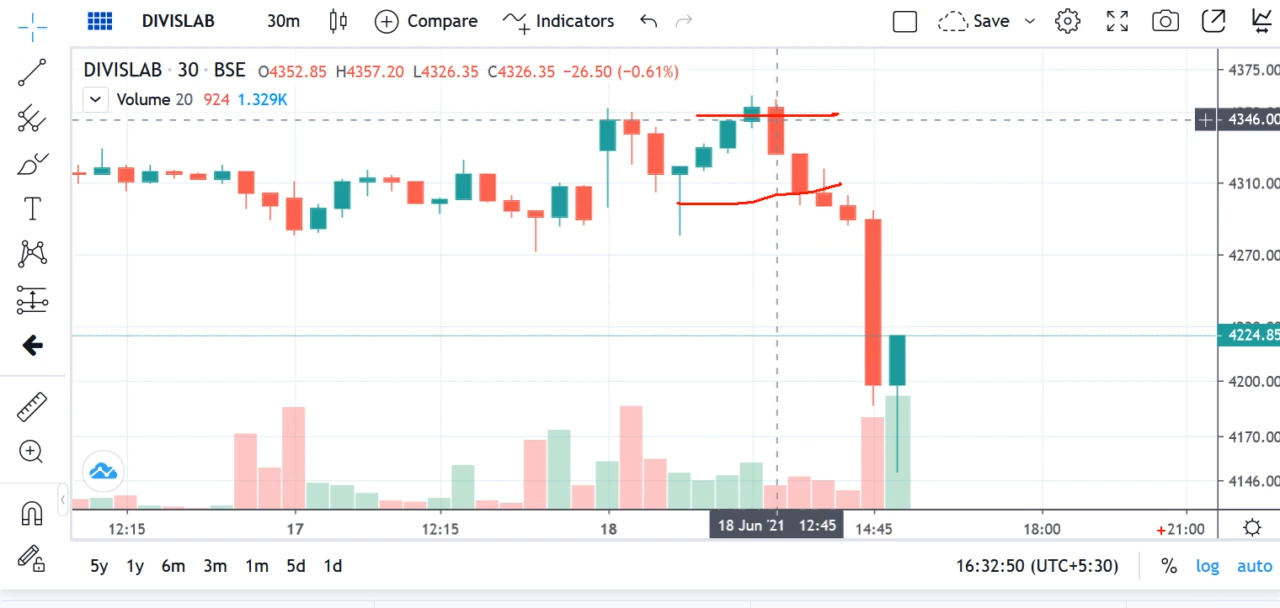 DIVISLAB 30m Compare Indicators Save
DIVISLAB · 30 · BSE O4352.85 H4357.20 L4326.35 C4326.35 −26.50 (−0.61%)
Volume 20 924 1.329K
4375.00
4346.00
4310.00
4270.00
4224.85
4200.00
4170.00
4146.00
12:15 17 12:15 18 18 Jun '21 12:45 14:45 18:00 +21:00
5y 1y 6m 3m 1m 5d 1d 16:32:50 (UTC+5:30) % log auto